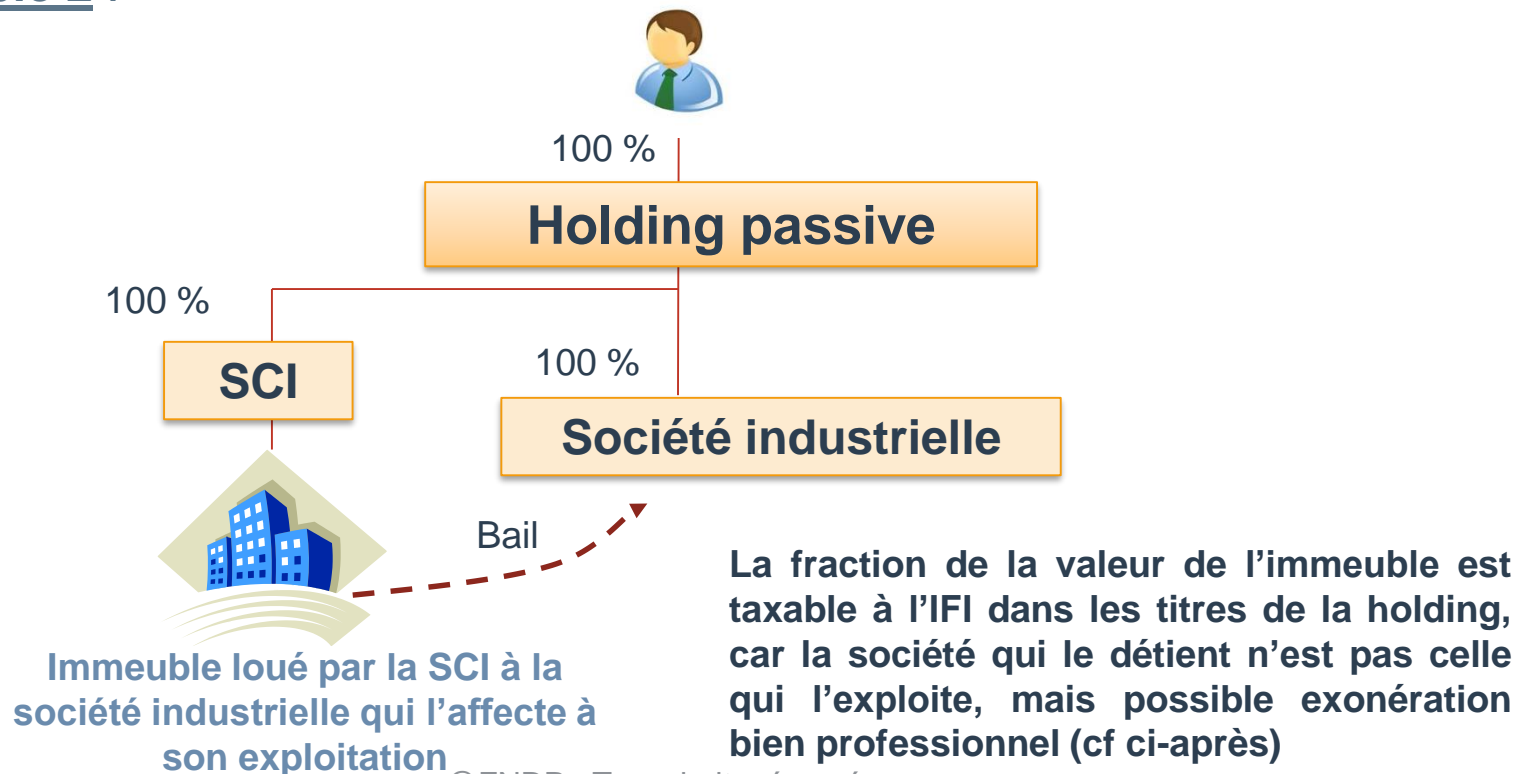 100 %
Holding passive
100 %
SCI
100 %
Société industrielle
Bail
Immeuble loué par la SCI à la
société industrielle qui l'affecte à
son exploitation
La fraction de la valeur de l'immeuble est
taxable à l'IFI dans les titres de la holding,
car la société qui le détient n'est pas celle
qui l'exploite, mais possible exonération
bien professionnel (cf ci-après)